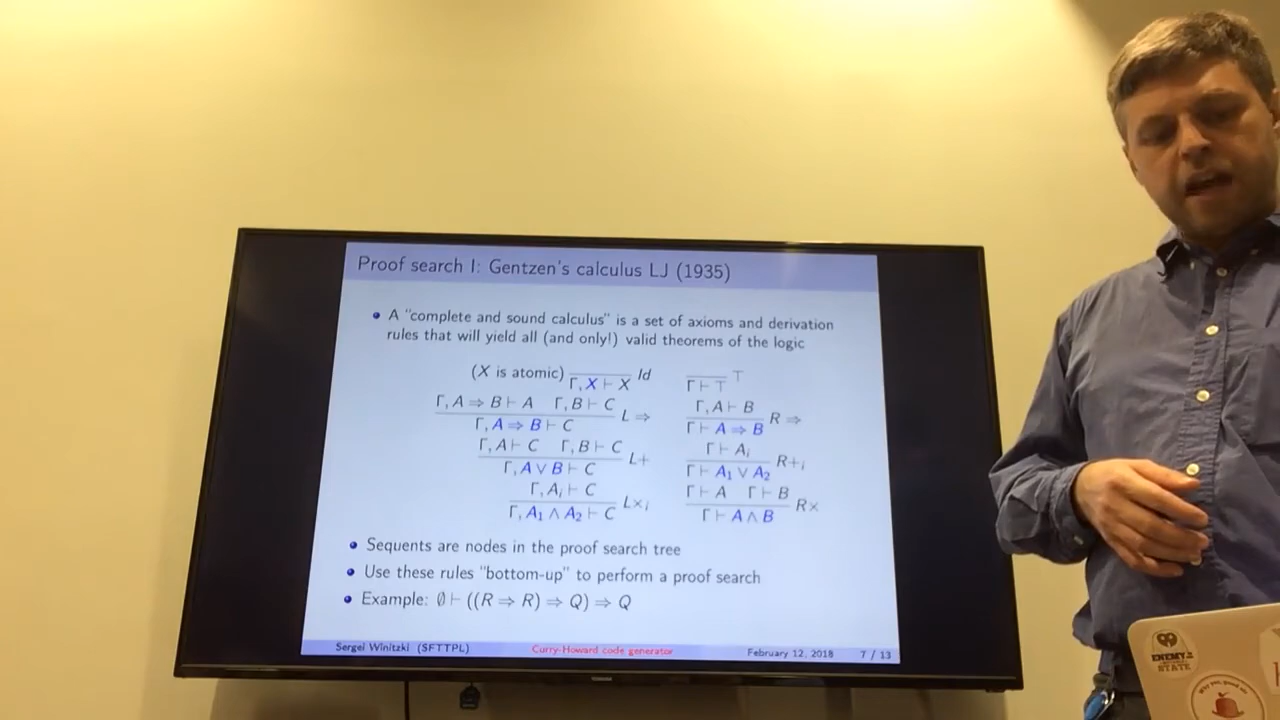 Proof search I: Gentzen's calculus LJ (1935)
A "complete and sound calculus" is a set of axioms and derivation
rules that will yield all (and only!) valid theorems of the logic
(X is atomic) Γ, X ⊢ X Id
Γ ⊢ ⊤ ⊤
Γ, A ⇒ B ⊢ A Γ, B ⊢ C
Γ, A ⇒ B ⊢ C L ⇒
Γ, A ⊢ B
Γ ⊢ A ⇒ B R ⇒
Γ, A ⊢ C Γ, B ⊢ C
Γ, A ∨ B ⊢ C L+
Γ ⊢ Aᵢ
Γ ⊢ A₁ ∨ A₂ R+ᵢ
Γ, Aᵢ ⊢ C
Γ, A₁ ∧ A₂ ⊢ C L×ᵢ
Γ ⊢ A Γ ⊢ B
Γ ⊢ A ∧ B R×
Sequents are nodes in the proof search tree
Use these rules "bottom-up" to perform a proof search
Example: ∅ ⊢ ((R ⇒ R) ⇒ Q) ⇒ Q
Sergei Winitzki (SFTTPL) Curry-Howard code generator February 12, 2018 7 / 13
TOSHIBA
ENEMY
STATE